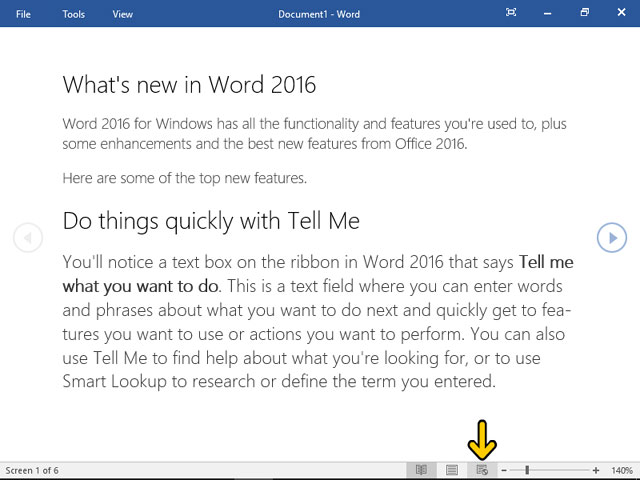 File Tools View Document1 - Word
What's new in Word 2016
Word 2016 for Windows has all the functionality and features you're used to, plus
some enhancements and the best new features from Office 2016.
Here are some of the top new features.
Do things quickly with Tell Me
You'll notice a text box on the ribbon in Word 2016 that says Tell me
what you want to do. This is a text field where you can enter words
and phrases about what you want to do next and quickly get to fea-
tures you want to use or actions you want to perform. You can also
use Tell Me to find help about what you're looking for, or to use
Smart Lookup to research or define the term you entered.
Screen 1 of 6 140%